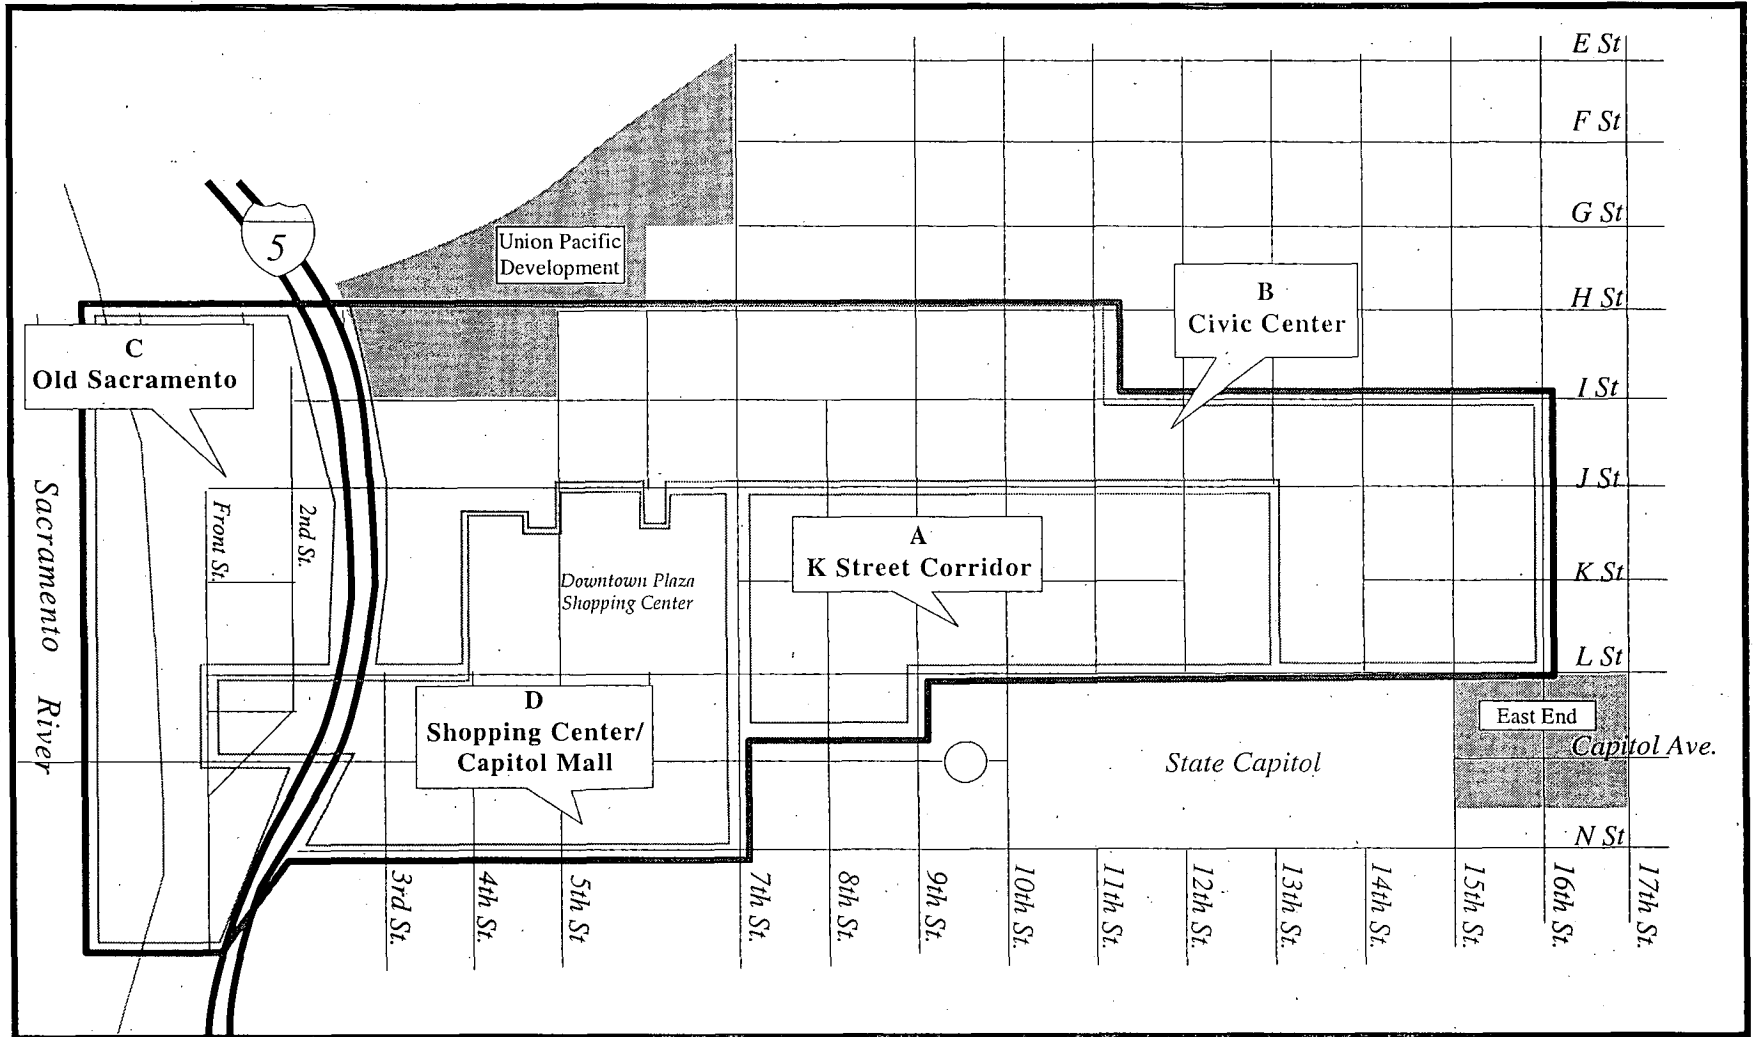 E St
F St
G St
5
Union Pacific
Development
B
Civic Center
H St
C
Old Sacramento
I St
J St
Front St.
2nd St.
Sacramento River
A
K Street Corridor
Downtown Plaza
Shopping Center
K St
L St
D
Shopping Center/
Capitol Mall
East End
State Capitol
Capitol Ave.
N St
3rd St.
4th St.
5th St
7th St.
8th St.
9th St.
10th St.
11th St.
12th St.
13th St.
14th St.
15th St.
16th St.
17th St.